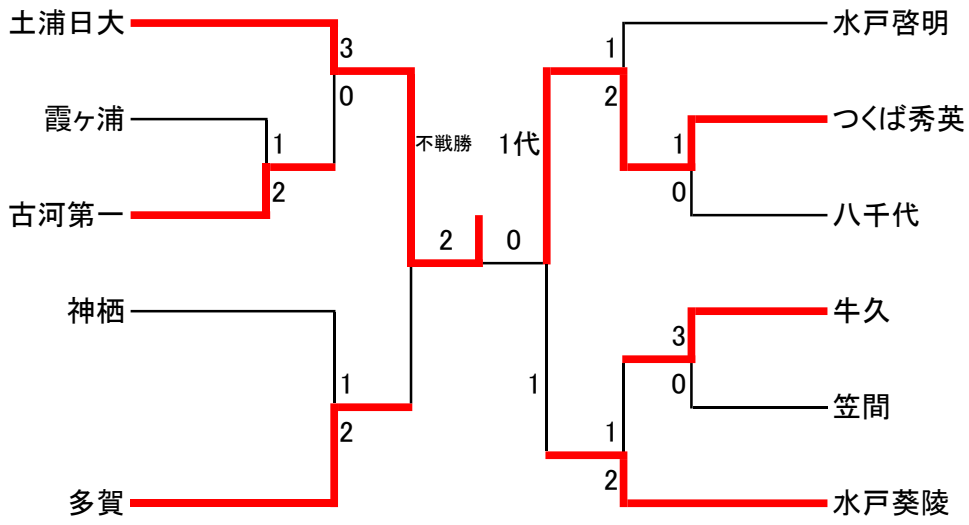 土浦日大
3
0
霞ヶ浦
1
2
古河第一
不戦勝
神栖
1
2
多賀
2
0
1代
1
水戸啓明
1
2
つくば秀英
1
0
八千代
牛久
3
0
笠間
1
2
水戸葵陵